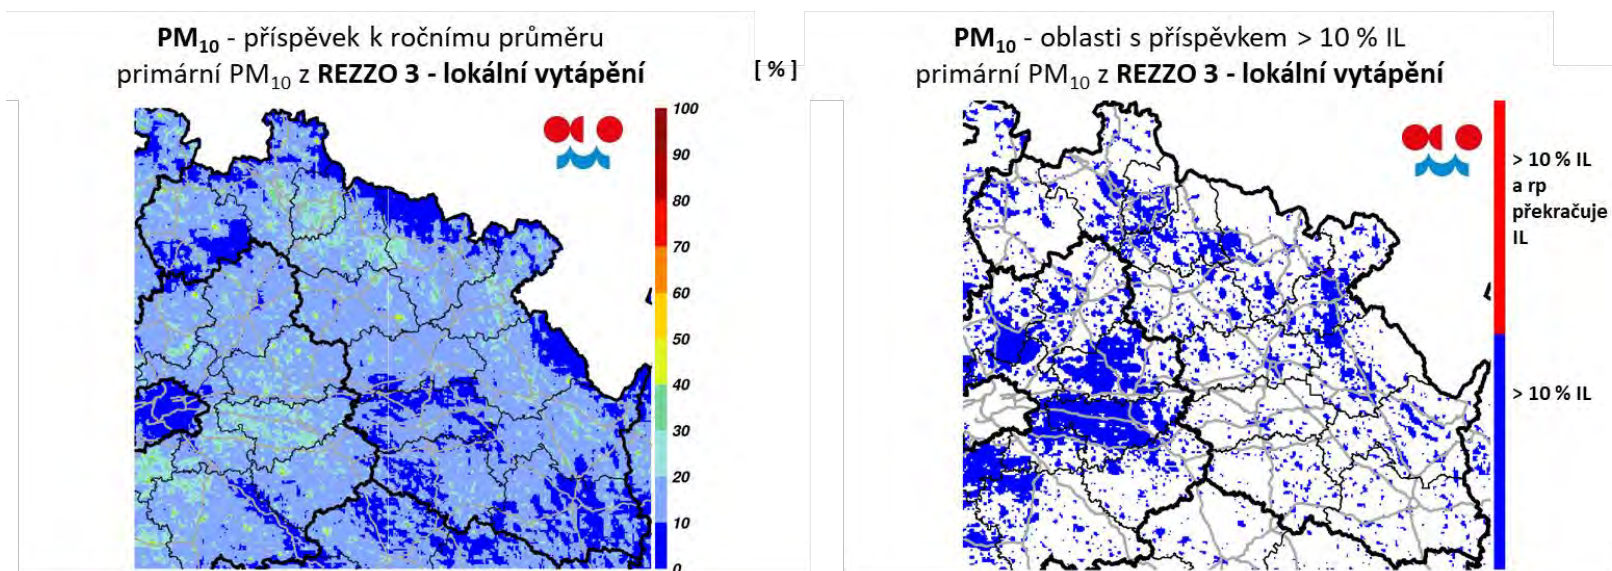 PM10 - příspěvek k ročnímu průměru
primární PM10 z REZZO 3 - lokální vytápění
[ % ]
100
90
80
70
60
50
40
30
20
10
0
PM10 - oblasti s příspěvkem > 10 % IL
primární PM10 z REZZO 3 - lokální vytápění
> 10 % IL
a rp
překračuje
IL
> 10 % IL